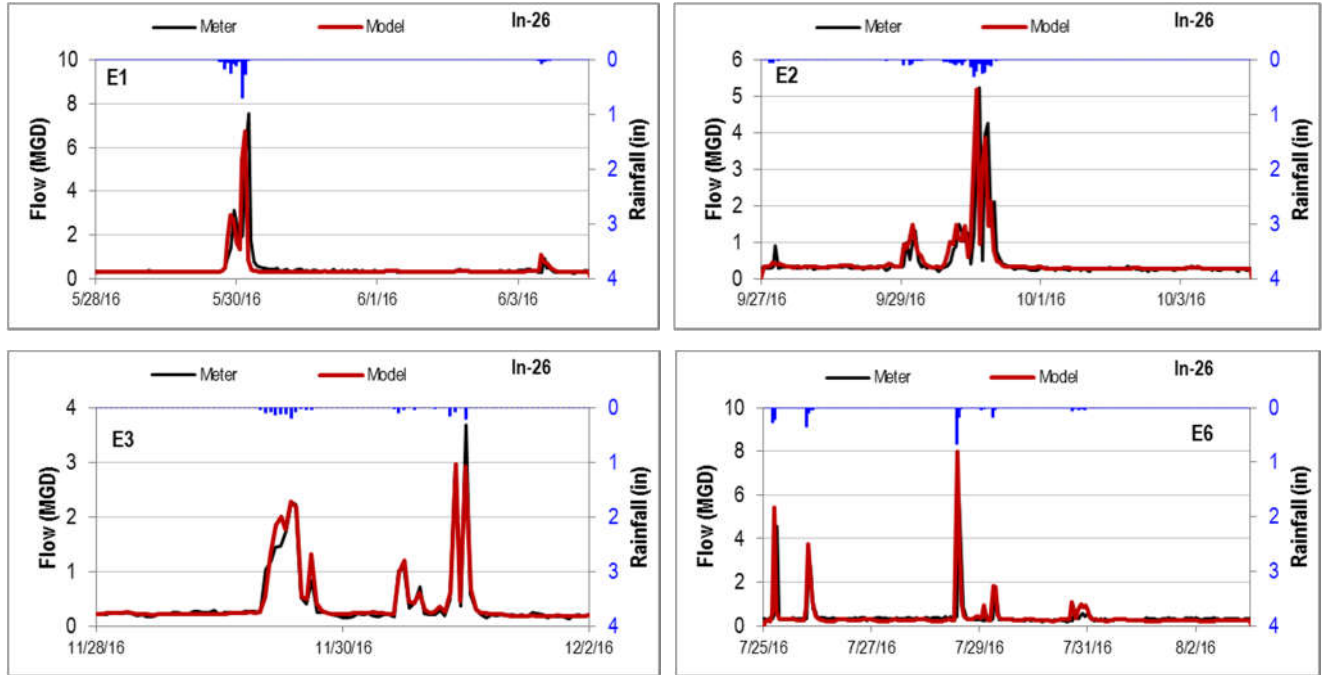 Meter Model In-26
E1
Flow (MGD)
10
8
6
4
2
0
Rainfall (in)
0
1
2
3
4
5/28/16 5/30/16 6/1/16 6/3/16
Meter Model In-26
E2
Flow (MGD)
6
5
4
3
2
1
0
Rainfall (in)
0
1
2
3
4
9/27/16 9/29/16 10/1/16 10/3/16
Meter Model In-26
E3
Flow (MGD)
4
3
2
1
0
Rainfall (in)
0
1
2
3
4
11/28/16 11/30/16 12/2/16
Meter Model In-26
E6
Flow (MGD)
10
8
6
4
2
0
Rainfall (in)
0
1
2
3
4
7/25/16 7/27/16 7/29/16 7/31/16 8/2/16